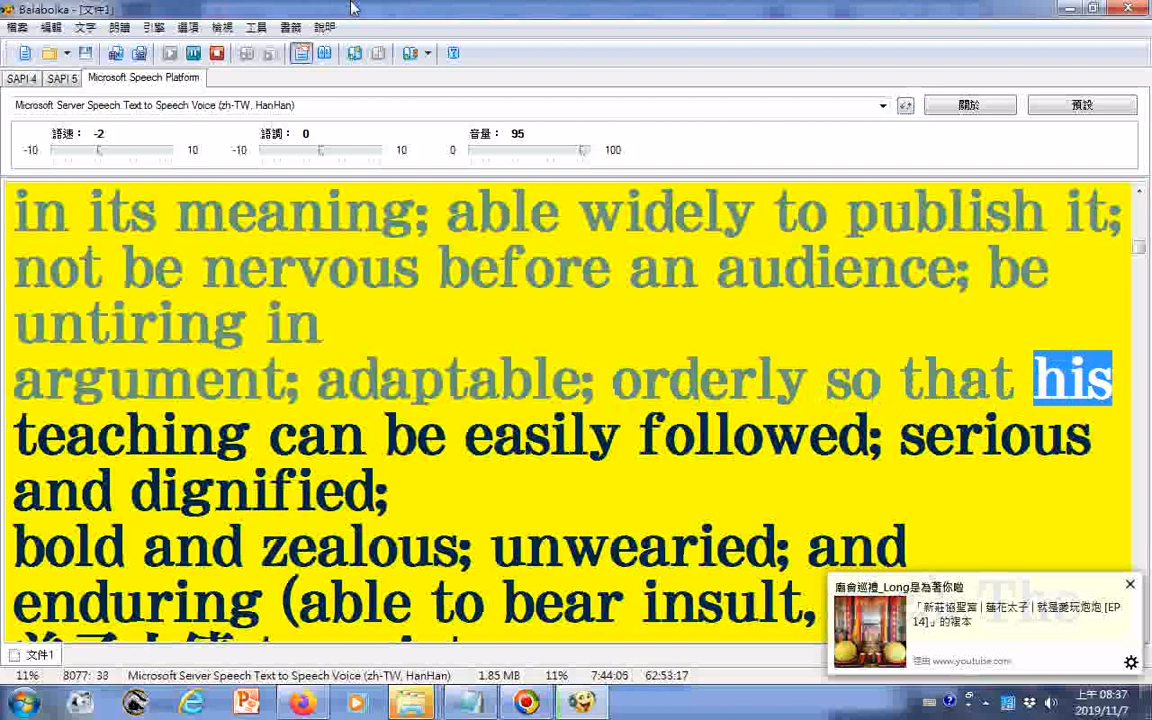 Balabolka - [文件1]
檔案 編輯 文字 朗讀 引擎 選項 檢視 工具 書籤 說明
SAPI 4 SAPI 5 Microsoft Speech Platform
Microsoft Server Speech Text to Speech Voice (zh-TW, HanHan) 關於 預設
語速： -2 語調： 0 音量： 95
-10 10 -10 10 0 100
in its meaning; able widely to publish it;
not be nervous before an audience; be
untiring in
argument; adaptable; orderly so that his
teaching can be easily followed; serious
and dignified;
bold and zealous; unwearied; and
enduring (able to bear insult,
廟會巡禮_Long是為著你啦
「新莊協聖宮 | 蓮花太子 | 就是愛玩炮炮 [EP
14]」的複本
經由 www.youtube.com
文件1
11% 8077: 33 Microsoft Server Speech Text to Speech Voice (zh-TW, HanHan) 1.85 MB 11% 7:44:05 62:53:17
上午 08:37
2019/11/7